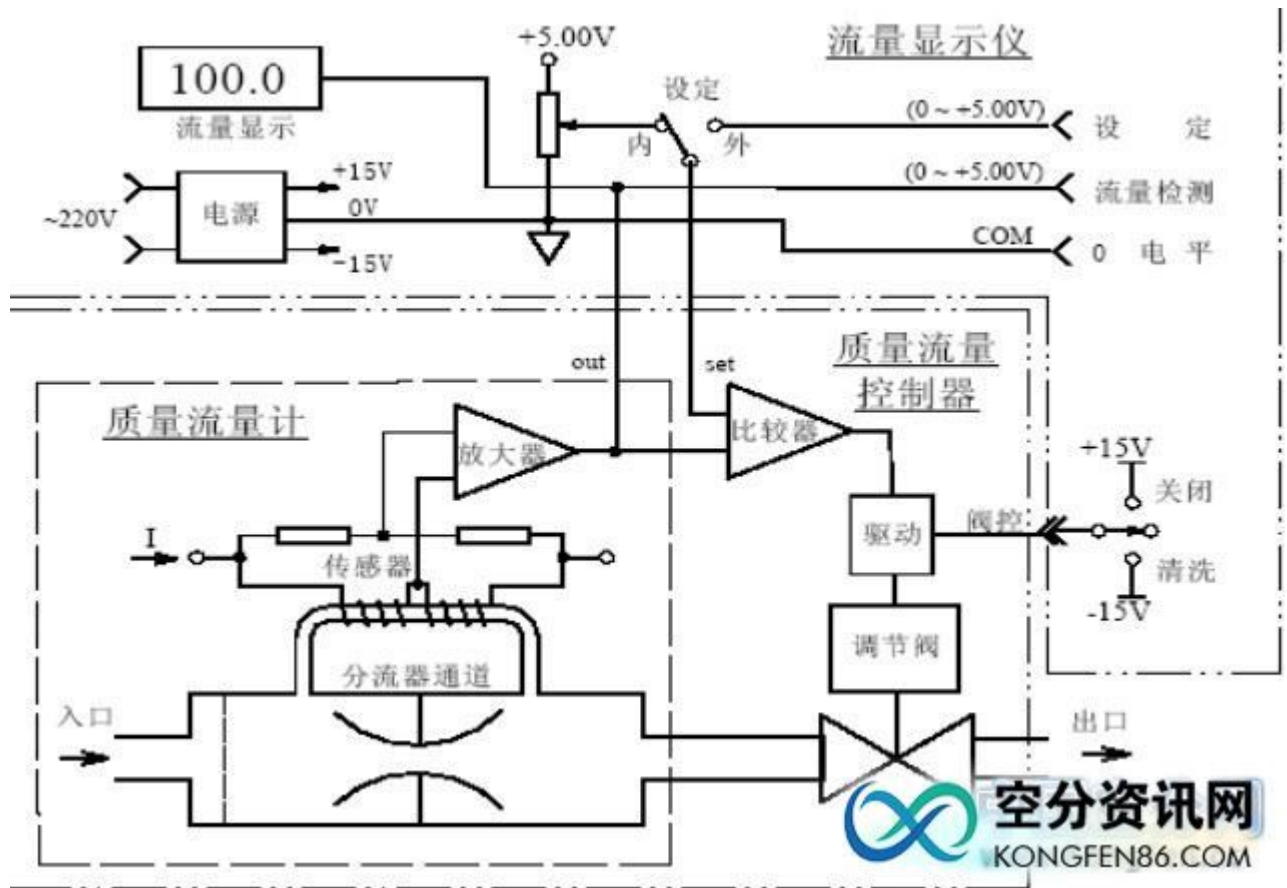 +5.00V
流量显示仪
100.0
流量显示
设定
内
外
(0 ~ +5.00V)
设 定
(0 ~ +5.00V)
流量检测
COM
0 电 平
~220V
电源
+15V
0V
-15V
out
set
质量流量
控制器
质量流量计
放大器
比较器
+15V
关闭
阀控
清洗
-15V
驱动
I
传感器
调节阀
分流器通道
入口
出口
空分资讯网
KONGFEN86.COM